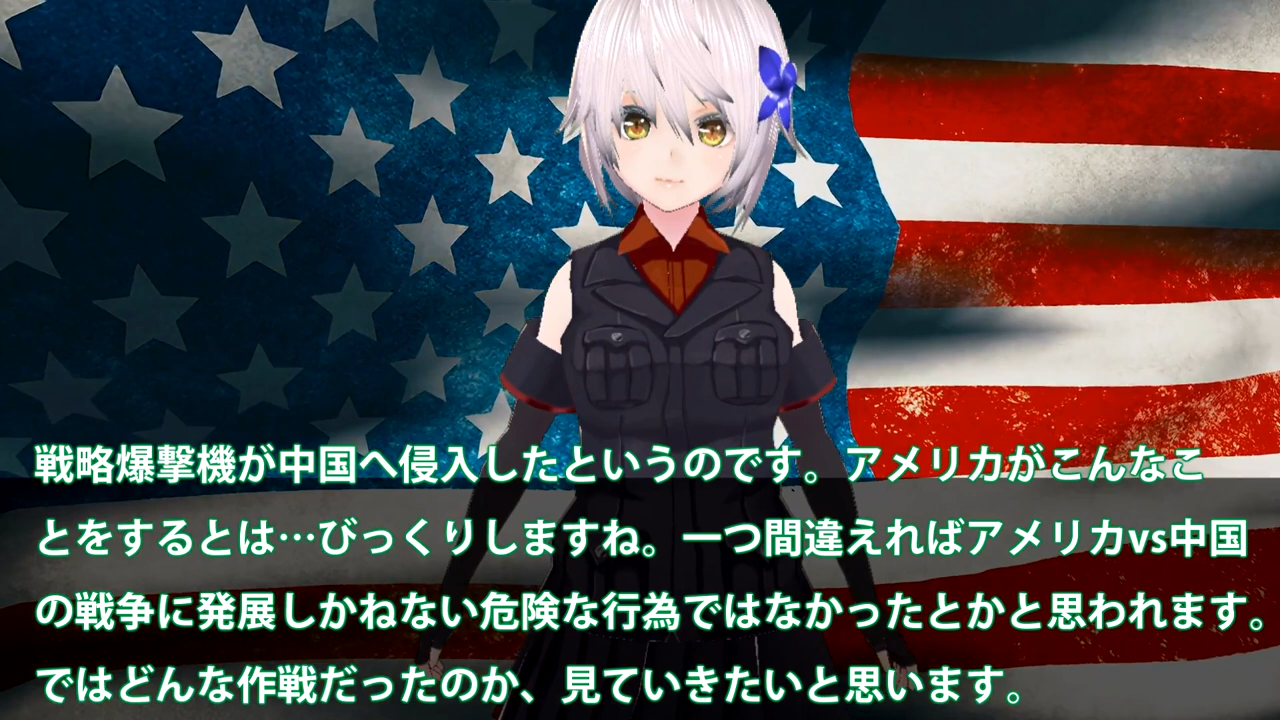 戦略爆撃機が中国へ侵入したというのです。アメリカがこんなこ
とをするとは…びっくりしますね。一つ間違えればアメリカvs中国
の戦争に発展しかねない危険な行為ではなかったとかと思われます。
ではどんな作戦だったのか、見ていきたいと思います。